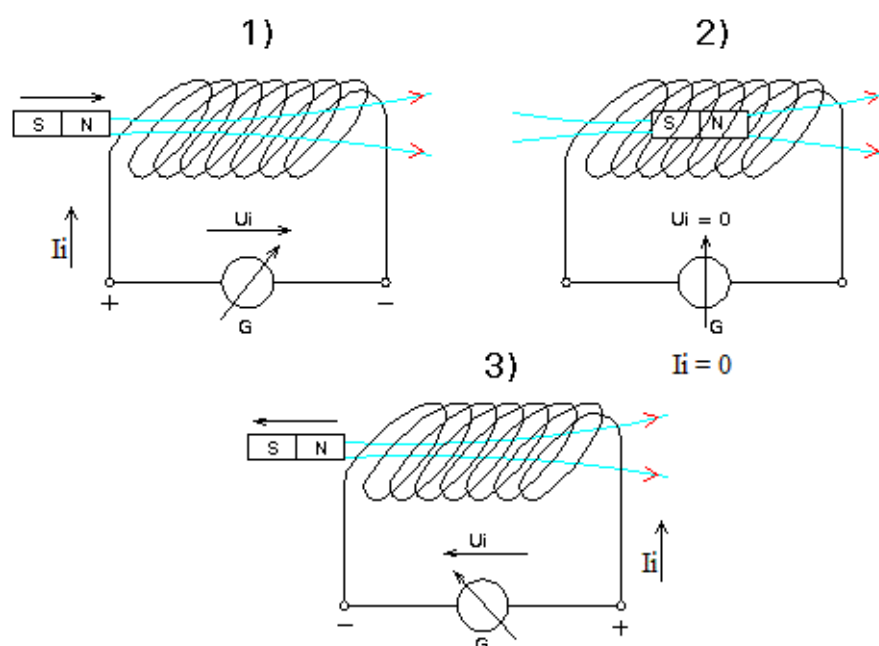 1)
S N
Ui
Ii
+ −
G
2)
S N
Ui = 0
G
Ii = 0
3)
S N
Ui
Ii
− +
G